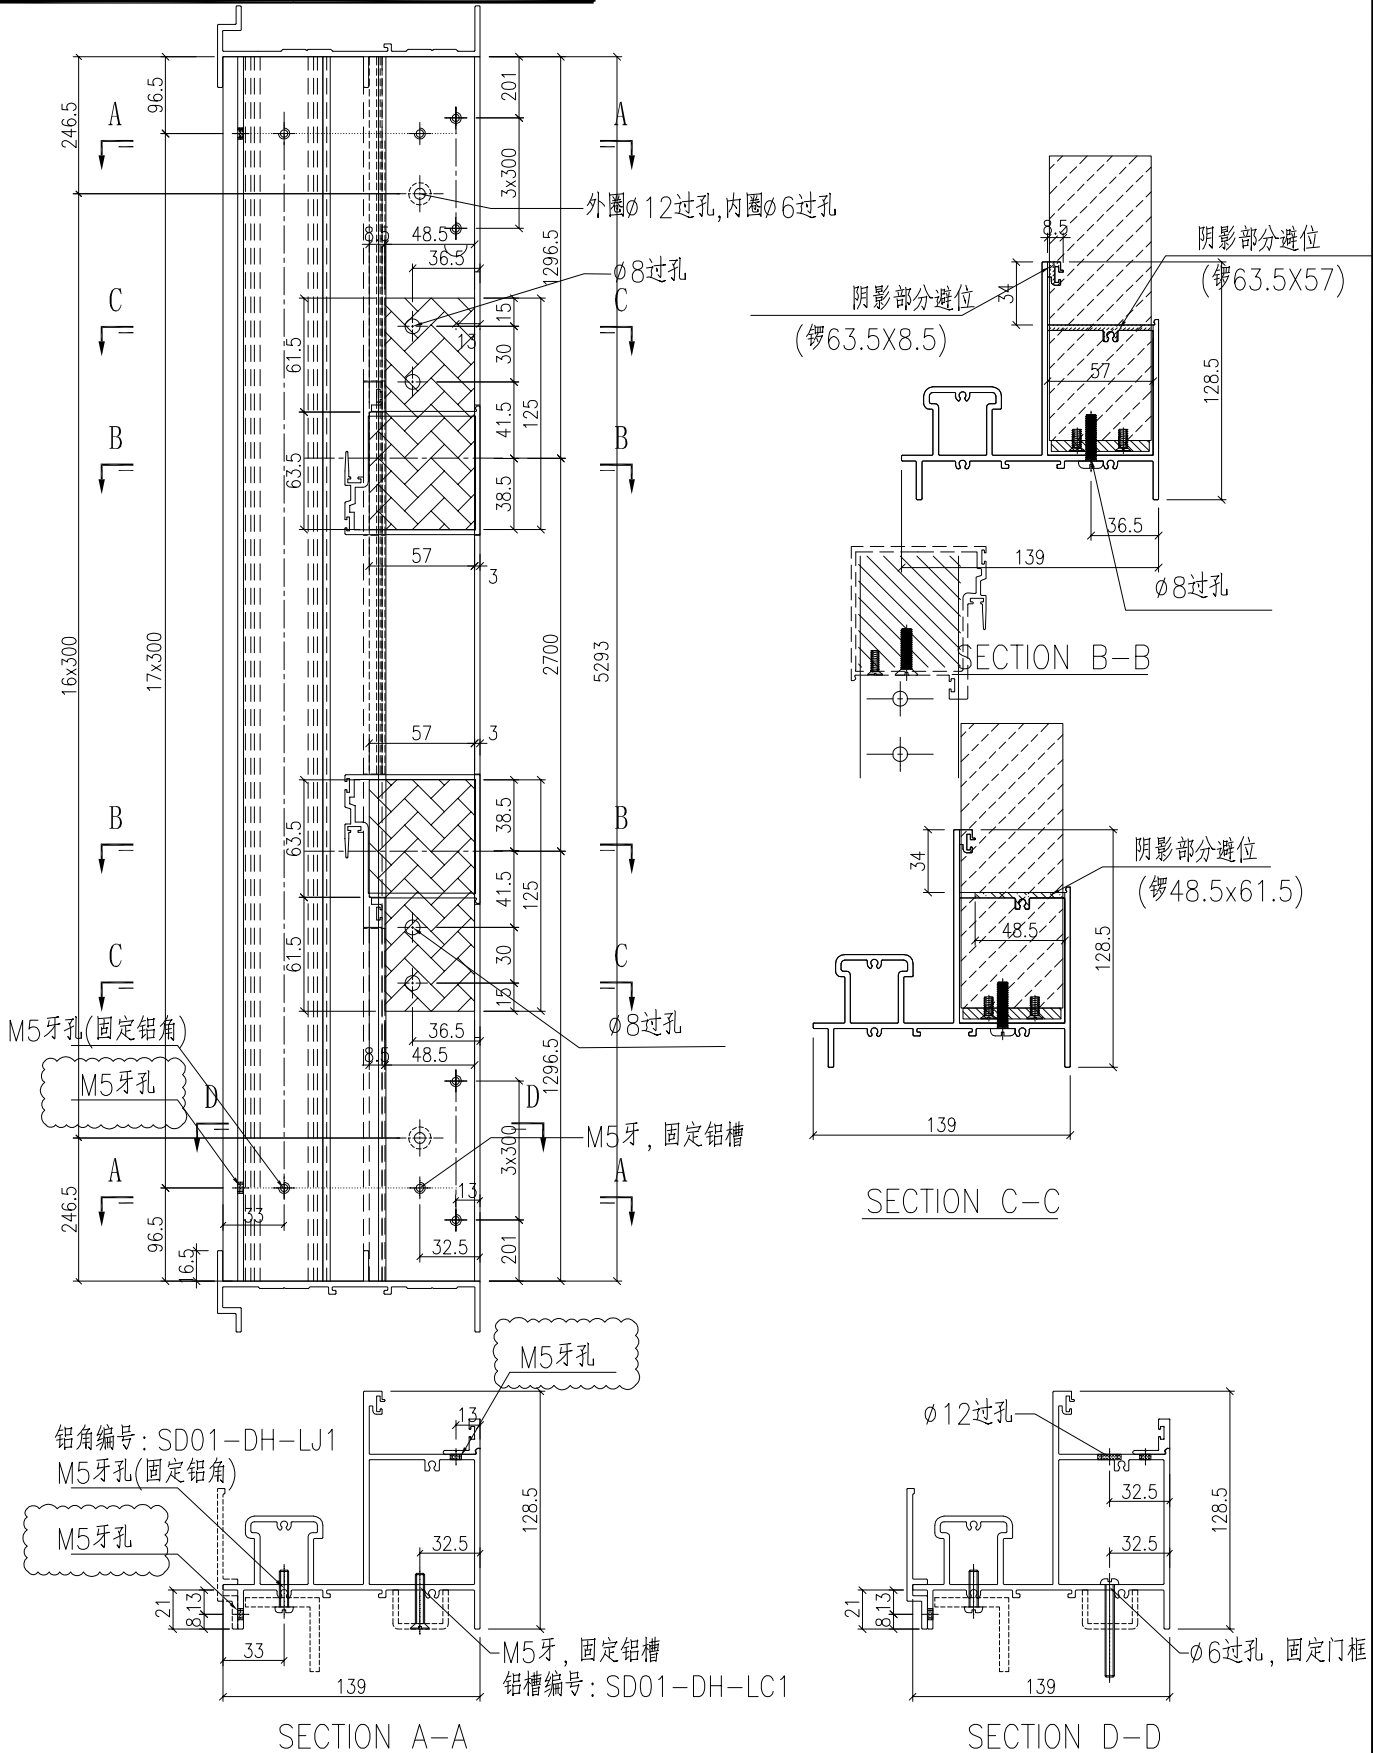 246.5
96.5
A
A
201
3x300
外圈ø12过孔,内圈ø6过孔
8.5
48.5
36.5
1296.5
ø8过孔
C
C
61.5
15
13
30
41.5
125
B
B
63.5
38.5
57
3
16x300
17x300
2700
5293
57
3
B
B
63.5
38.5
41.5
125
C
C
61.5
30
15
M5牙孔(固定铝角)
M5牙孔
36.5
8.5
48.5
ø8过孔
1296.5
D
D
M5牙, 固定铝槽
3x300
A
A
246.5
96.5
16.5
33
13
32.5
201
8.5
阴影部分避位
(锣63.5X57)
阴影部分避位
(锣63.5X8.5)
34
57
128.5
36.5
139
ø8过孔
SECTION B-B
34
阴影部分避位
(锣48.5x61.5)
48.5
128.5
139
SECTION C-C
M5牙孔
铝角编号: SD01-DH-LJ1
M5牙孔(固定铝角)
M5牙孔
13
128.5
32.5
21
13
8
33
139
M5牙, 固定铝槽
铝槽编号: SD01-DH-LC1
SECTION A-A
ø12过孔
32.5
32.5
128.5
21
13
8
139
ø6过孔, 固定门框
SECTION D-D